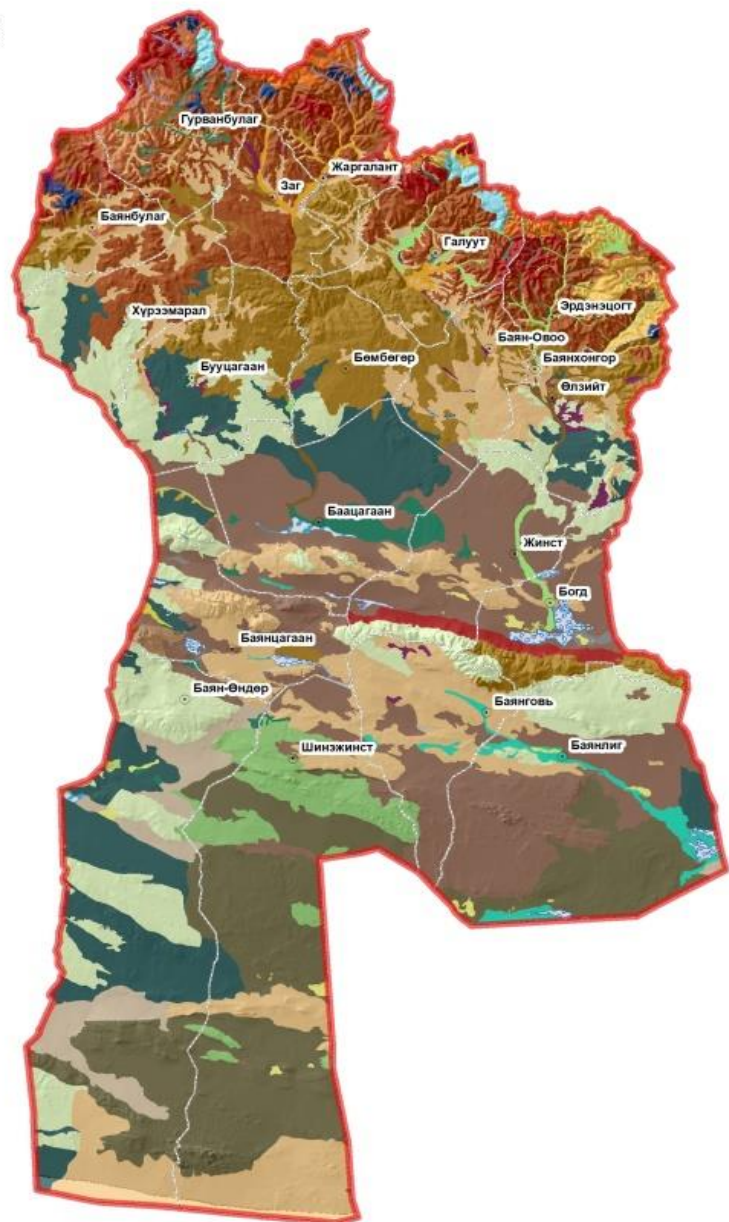 Гурванбулаг
Жаргалант
Заг
Баянбулаг
Галуут
Эрдэнэцогт
Хүрээмарал
Баян-Овоо
Бууцагаан
Бөмбөгөр
Баянхонгор
Өлзийт
Баацагаан
Жинст
Богд
Баянцагаан
Баян-Өндөр
Баянговь
Шинэжинст
Баянлиг